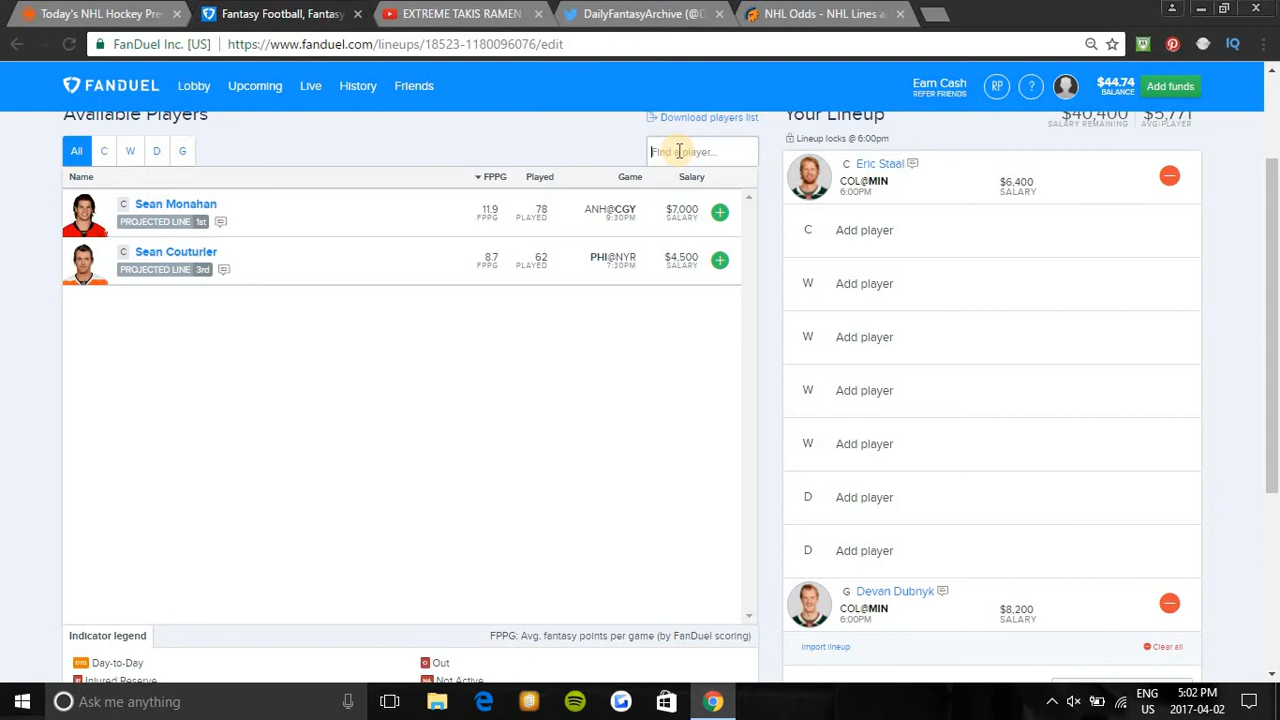 Today's NHL Hockey Prev
Fantasy Football, Fantasy
EXTREME TAKIS RAMEN
DailyFantasyArchive (@D
NHL Odds - NHL Lines a
FanDuel Inc. [US]
https://www.fanduel.com/lineups/18523-1180096076/edit
IQ
FANDUEL
Lobby
Upcoming
Live
History
Friends
Earn Cash
REFER FRIENDS
RP
?
$44.74
BALANCE
Add funds
Available Players
Download players list
All
C
W
D
G
Find a player...
Name
FPPG
Played
Game
Salary
C Sean Monahan
PROJECTED LINE 1st
11.9
FPPG
78
PLAYED
ANH@CGY
9:30PM
$7,000
SALARY
C Sean Couturier
PROJECTED LINE 3rd
8.7
FPPG
62
PLAYED
PHI@NYR
7:30PM
$4,500
SALARY
Indicator legend
FPPG: Avg. fantasy points per game (by FanDuel scoring)
DTD Day-to-Day
O Out
Injured Reserve
NA Not Active
Your Lineup
$40,400
SALARY REMAINING
$5,771
AVG/PLAYER
Lineup locks @ 6:00pm
C Eric Staal
COL@MIN
6:00PM
$6,400
SALARY
C Add player
W Add player
W Add player
W Add player
W Add player
D Add player
D Add player
G Devan Dubnyk
COL@MIN
6:00PM
$8,200
SALARY
Import lineup
Clear all
Ask me anything
ENG
US
5:02 PM
2017-04-02